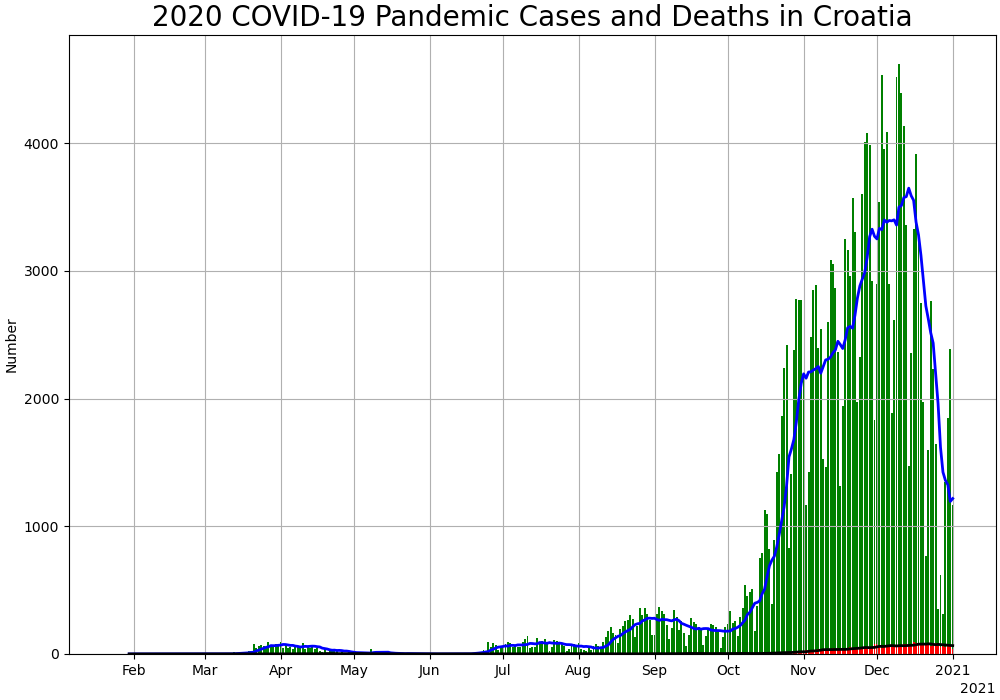 2020 COVID-19 Pandemic Cases and Deaths in Croatia
Number
4000
3000
2000
1000
0
Feb Mar Apr May Jun Jul Aug Sep Oct Nov Dec 2021
2021